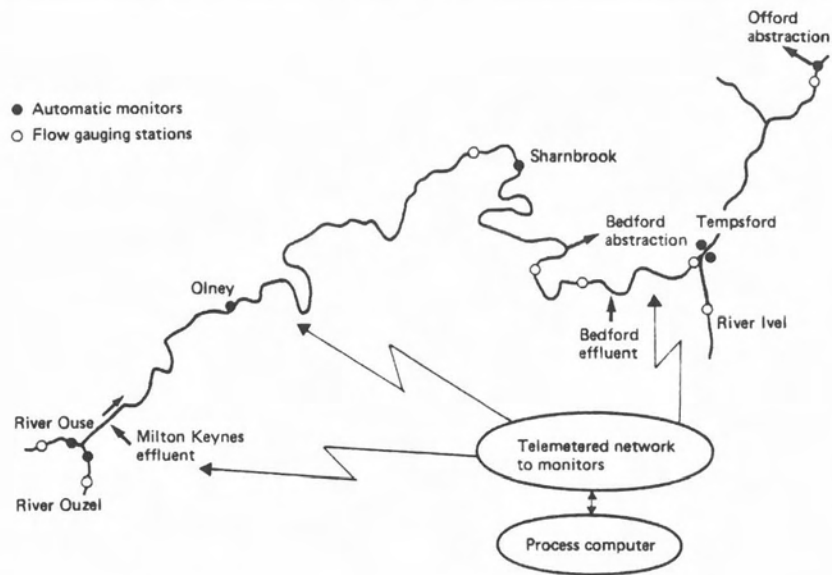 Offord
abstraction
Automatic monitors
Flow gauging stations
Sharnbrook
Bedford
abstraction
Tempsford
Olney
River Ivel
Bedford
effluent
River Ouse
Milton Keynes
effluent
Telemetered network
to monitors
River Ouzel
Process computer